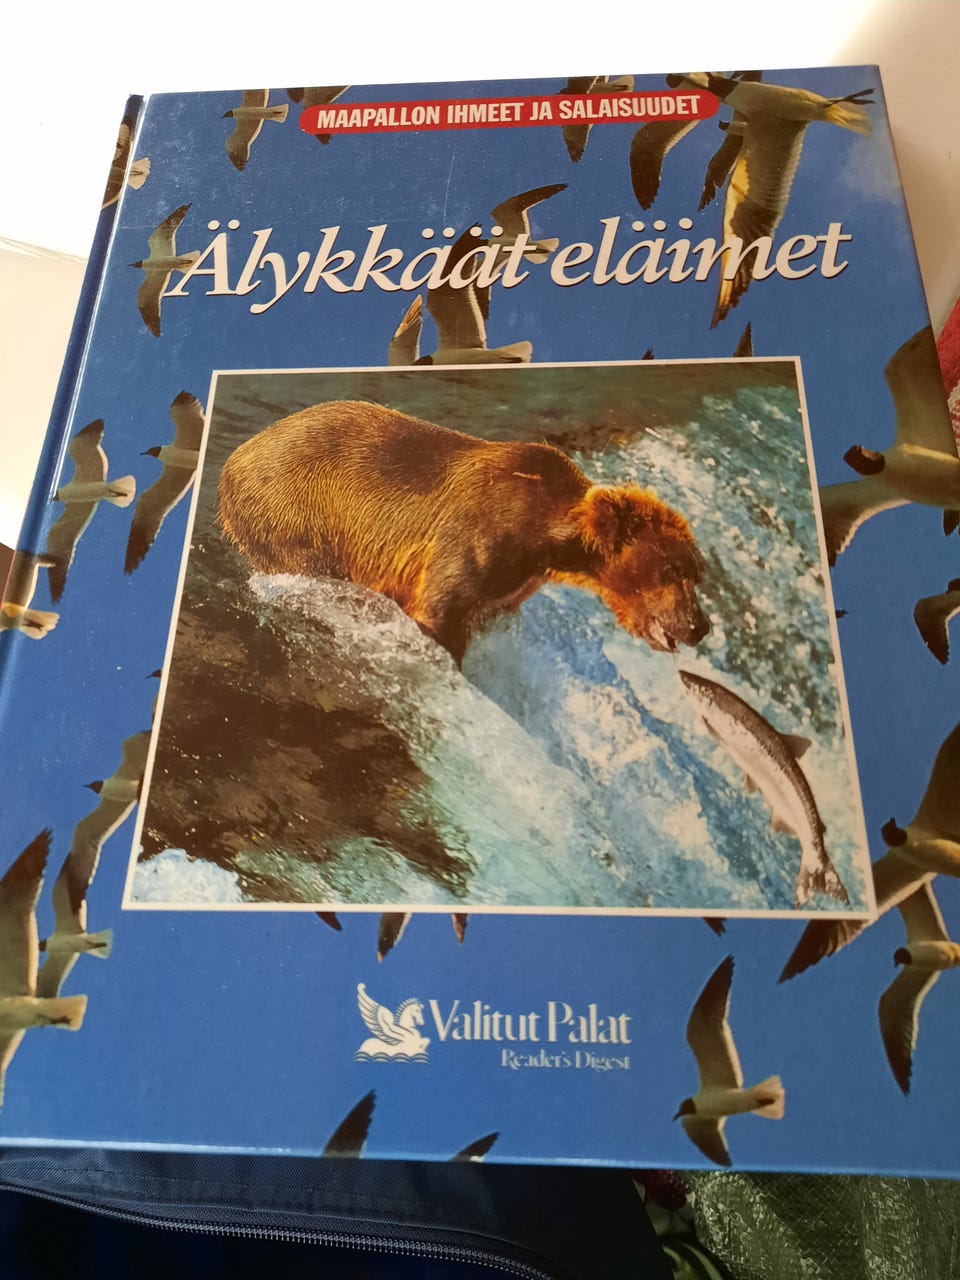 MAAPALLON IHMEET JA SALAISUUDET
Älykkäät eläimet
Valitut Palat
Reader's Digest